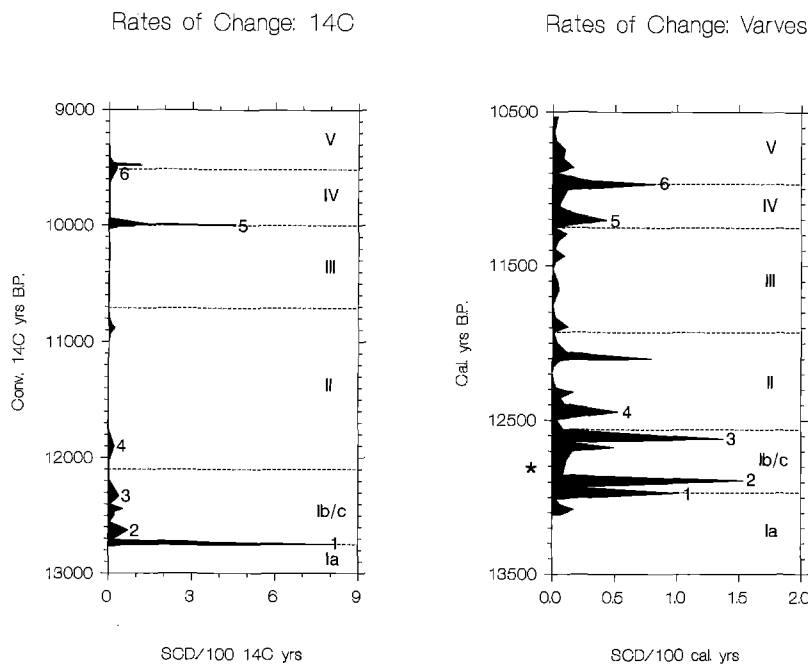 Rates of Change: 14C
9000
10000
11000
12000
13000
Conv. 14C yrs B.P.
V
6
IV
5
III
II
4
3
Ib/c
2
1
Ia
0
3
6
9
SCD/100 14C yrs
Rates of Change: Varves
10500
11500
12500
13500
Cal. yrs B.P.
V
6
IV
5
III
II
4
3
Ib/c
*
2
1
Ia
0.0
0.5
1.0
1.5
2.0
SCD/100 cal. yrs